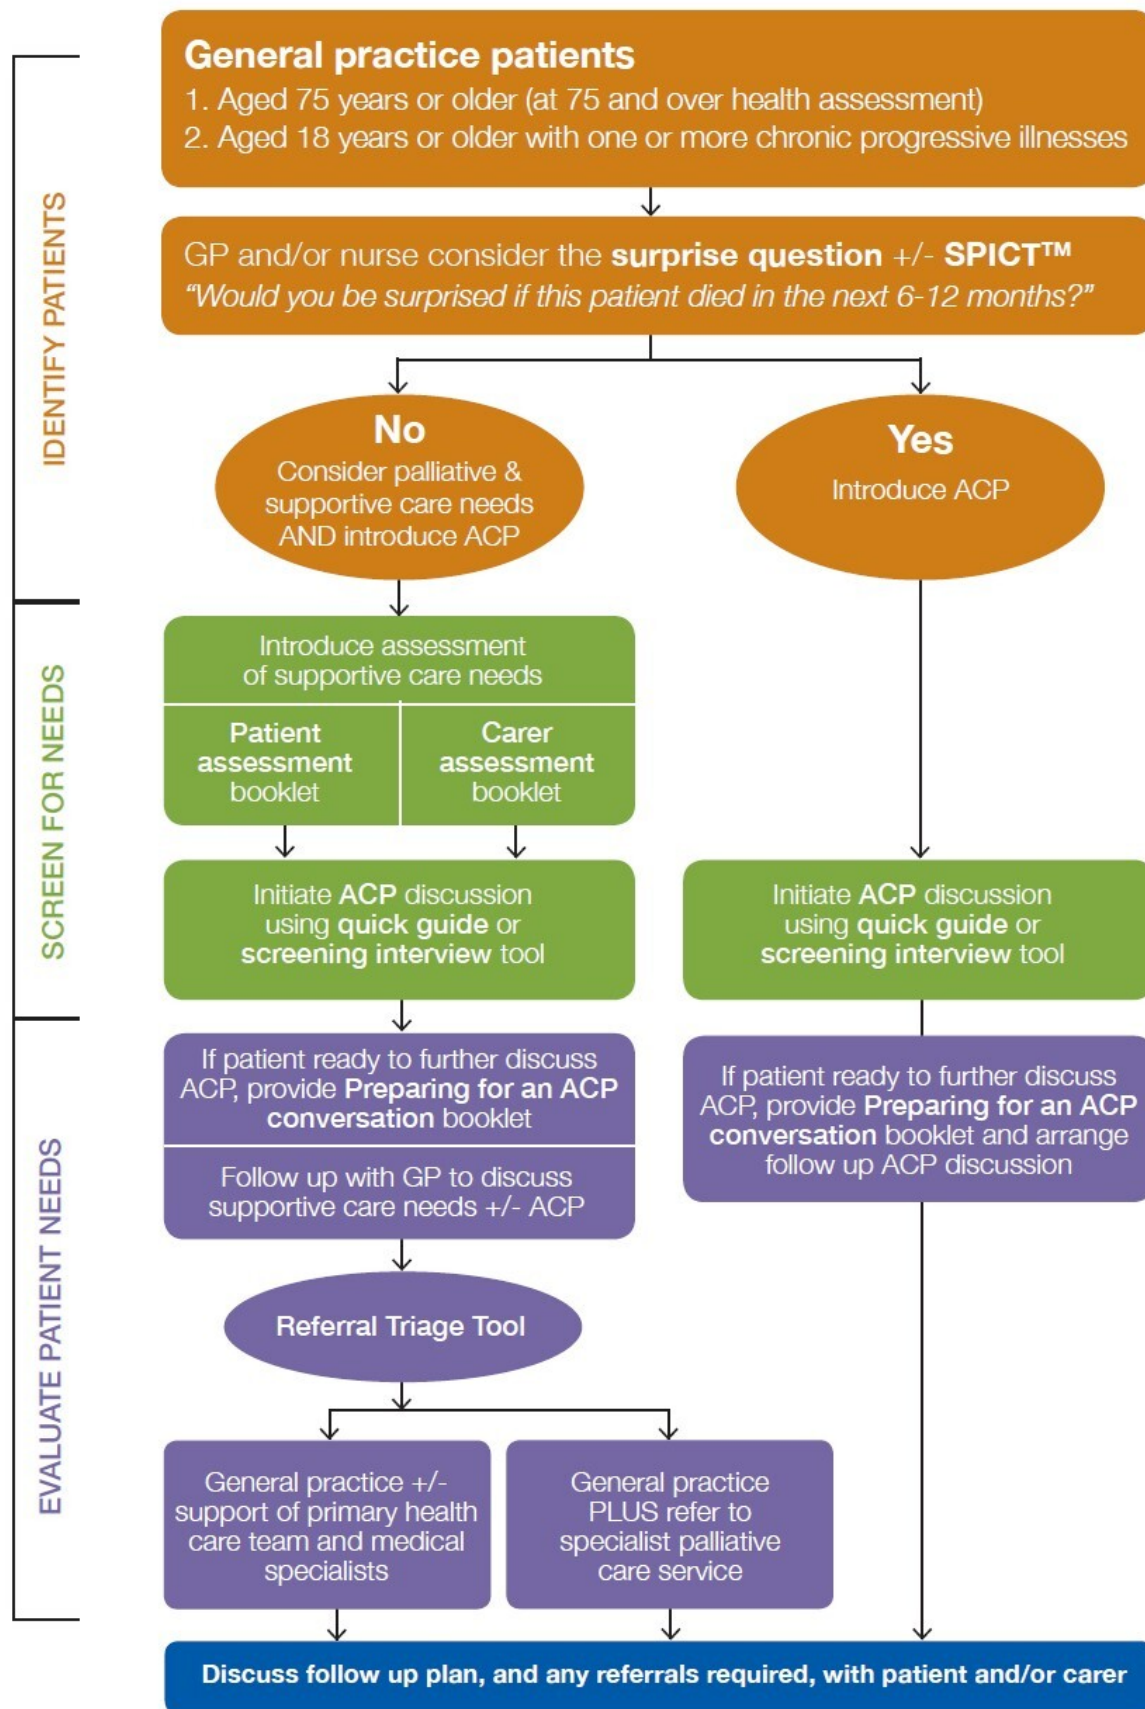 General practice patients
1. Aged 75 years or older (at 75 and over health assessment)
2. Aged 18 years or older with one or more chronic progressive illnesses
IDENTIFY PATIENTS
GP and/or nurse consider the surprise question +/- SPICT™
“Would you be surprised if this patient died in the next 6-12 months?”
No
Consider palliative &
supportive care needs
AND introduce ACP
Yes
Introduce ACP
SCREEN FOR NEEDS
Introduce assessment
of supportive care needs
Patient
assessment
booklet
Carer
assessment
booklet
Initiate ACP discussion
using quick guide or
screening interview tool
Initiate ACP discussion
using quick guide or
screening interview tool
EVALUATE PATIENT NEEDS
If patient ready to further discuss
ACP, provide Preparing for an ACP
conversation booklet
Follow up with GP to discuss
supportive care needs +/- ACP
If patient ready to further discuss
ACP, provide Preparing for an ACP
conversation booklet and arrange
follow up ACP discussion
Referral Triage Tool
General practice +/-
support of primary health
care team and medical
specialists
General practice
PLUS refer to
specialist palliative
care service
Discuss follow up plan, and any referrals required, with patient and/or carer